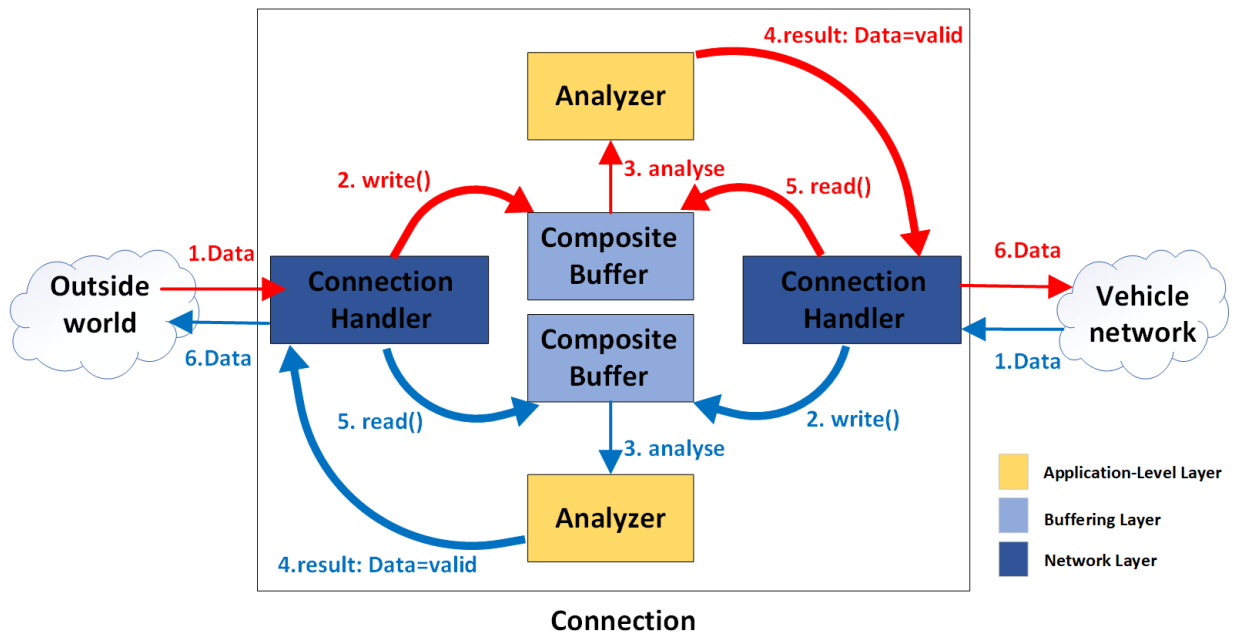 4.result: Data=valid
Analyzer
3. analyse
2. write()
5. read()
Composite
Buffer
1.Data
6.Data
Outside
world
Connection
Handler
Connection
Handler
Vehicle
network
6.Data
1.Data
Composite
Buffer
5. read()
2. write()
3. analyse
Analyzer
4.result: Data=valid
Application-Level Layer
Buffering Layer
Network Layer
Connection